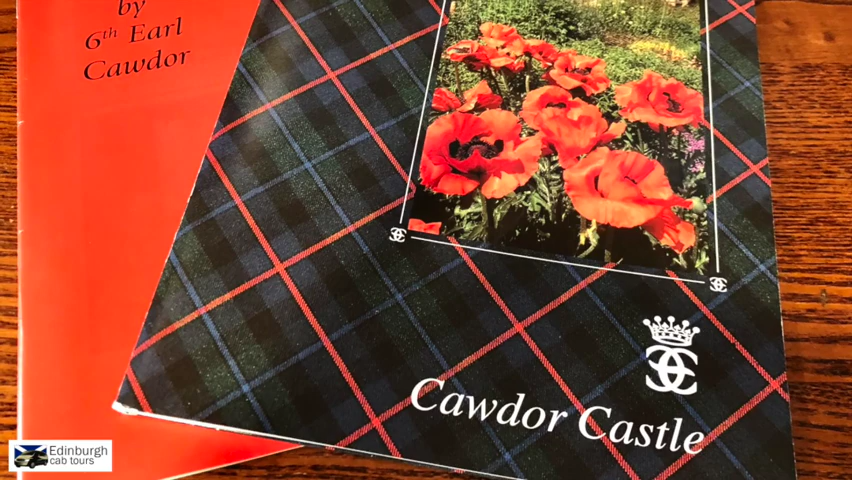 by
6th Earl
Cawdor
Cawdor Castle
Edinburgh
cab tours